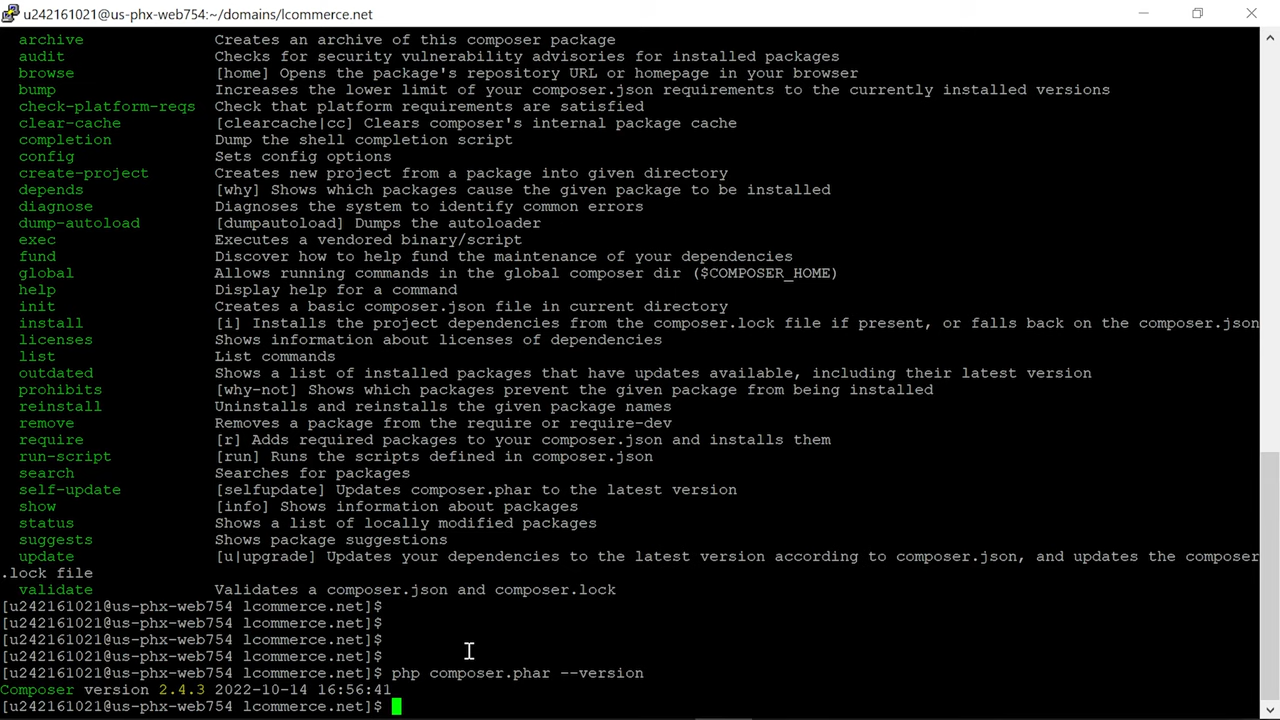 u242161021@us-phx-web754:~/domains/lcommerce.net
archive Creates an archive of this composer package
audit Checks for security vulnerability advisories for installed packages
browse [home] Opens the package's repository URL or homepage in your browser
bump Increases the lower limit of your composer.json requirements to the currently installed versions
check-platform-reqs Check that platform requirements are satisfied
clear-cache [clearcache|cc] Clears composer's internal package cache
completion Dump the shell completion script
config Sets config options
create-project Creates new project from a package into given directory
depends [why] Shows which packages cause the given package to be installed
diagnose Diagnoses the system to identify common errors
dump-autoload [dumpautoload] Dumps the autoloader
exec Executes a vendored binary/script
fund Discover how to help fund the maintenance of your dependencies
global Allows running commands in the global composer dir ($COMPOSER_HOME)
help Display help for a command
init Creates a basic composer.json file in current directory
install [i] Installs the project dependencies from the composer.lock file if present, or falls back on the composer.json
licenses Shows information about licenses of dependencies
list List commands
outdated Shows a list of installed packages that have updates available, including their latest version
prohibits [why-not] Shows which packages prevent the given package from being installed
reinstall Uninstalls and reinstalls the given package names
remove Removes a package from the require or require-dev
require [r] Adds required packages to your composer.json and installs them
run-script [run] Runs the scripts defined in composer.json
search Searches for packages
self-update [selfupdate] Updates composer.phar to the latest version
show [info] Shows information about packages
status Shows a list of locally modified packages
suggests Shows package suggestions
update [u|upgrade] Updates your dependencies to the latest version according to composer.json, and updates the composer
.lock file
validate Validates a composer.json and composer.lock
[u242161021@us-phx-web754 lcommerce.net]$
[u242161021@us-phx-web754 lcommerce.net]$
[u242161021@us-phx-web754 lcommerce.net]$
[u242161021@us-phx-web754 lcommerce.net]$
[u242161021@us-phx-web754 lcommerce.net]$ php composer.phar --version
Composer version 2.4.3 2022-10-14 16:56:41
[u242161021@us-phx-web754 lcommerce.net]$